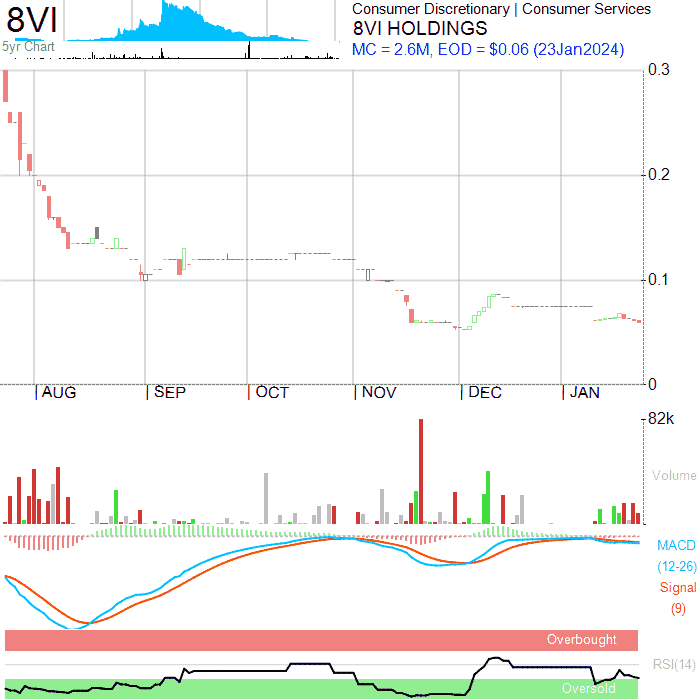 8VI
5yr Chart
Consumer Discretionary | Consumer Services
8VI HOLDINGS
MC = 2.6M, EOD = $0.06 (23Jan2024)
0.3
0.2
0.1
0
AUG SEP OCT NOV DEC JAN
82k
Volume
MACD
(12-26)
Signal
(9)
Overbought
RSI(14)
Oversold